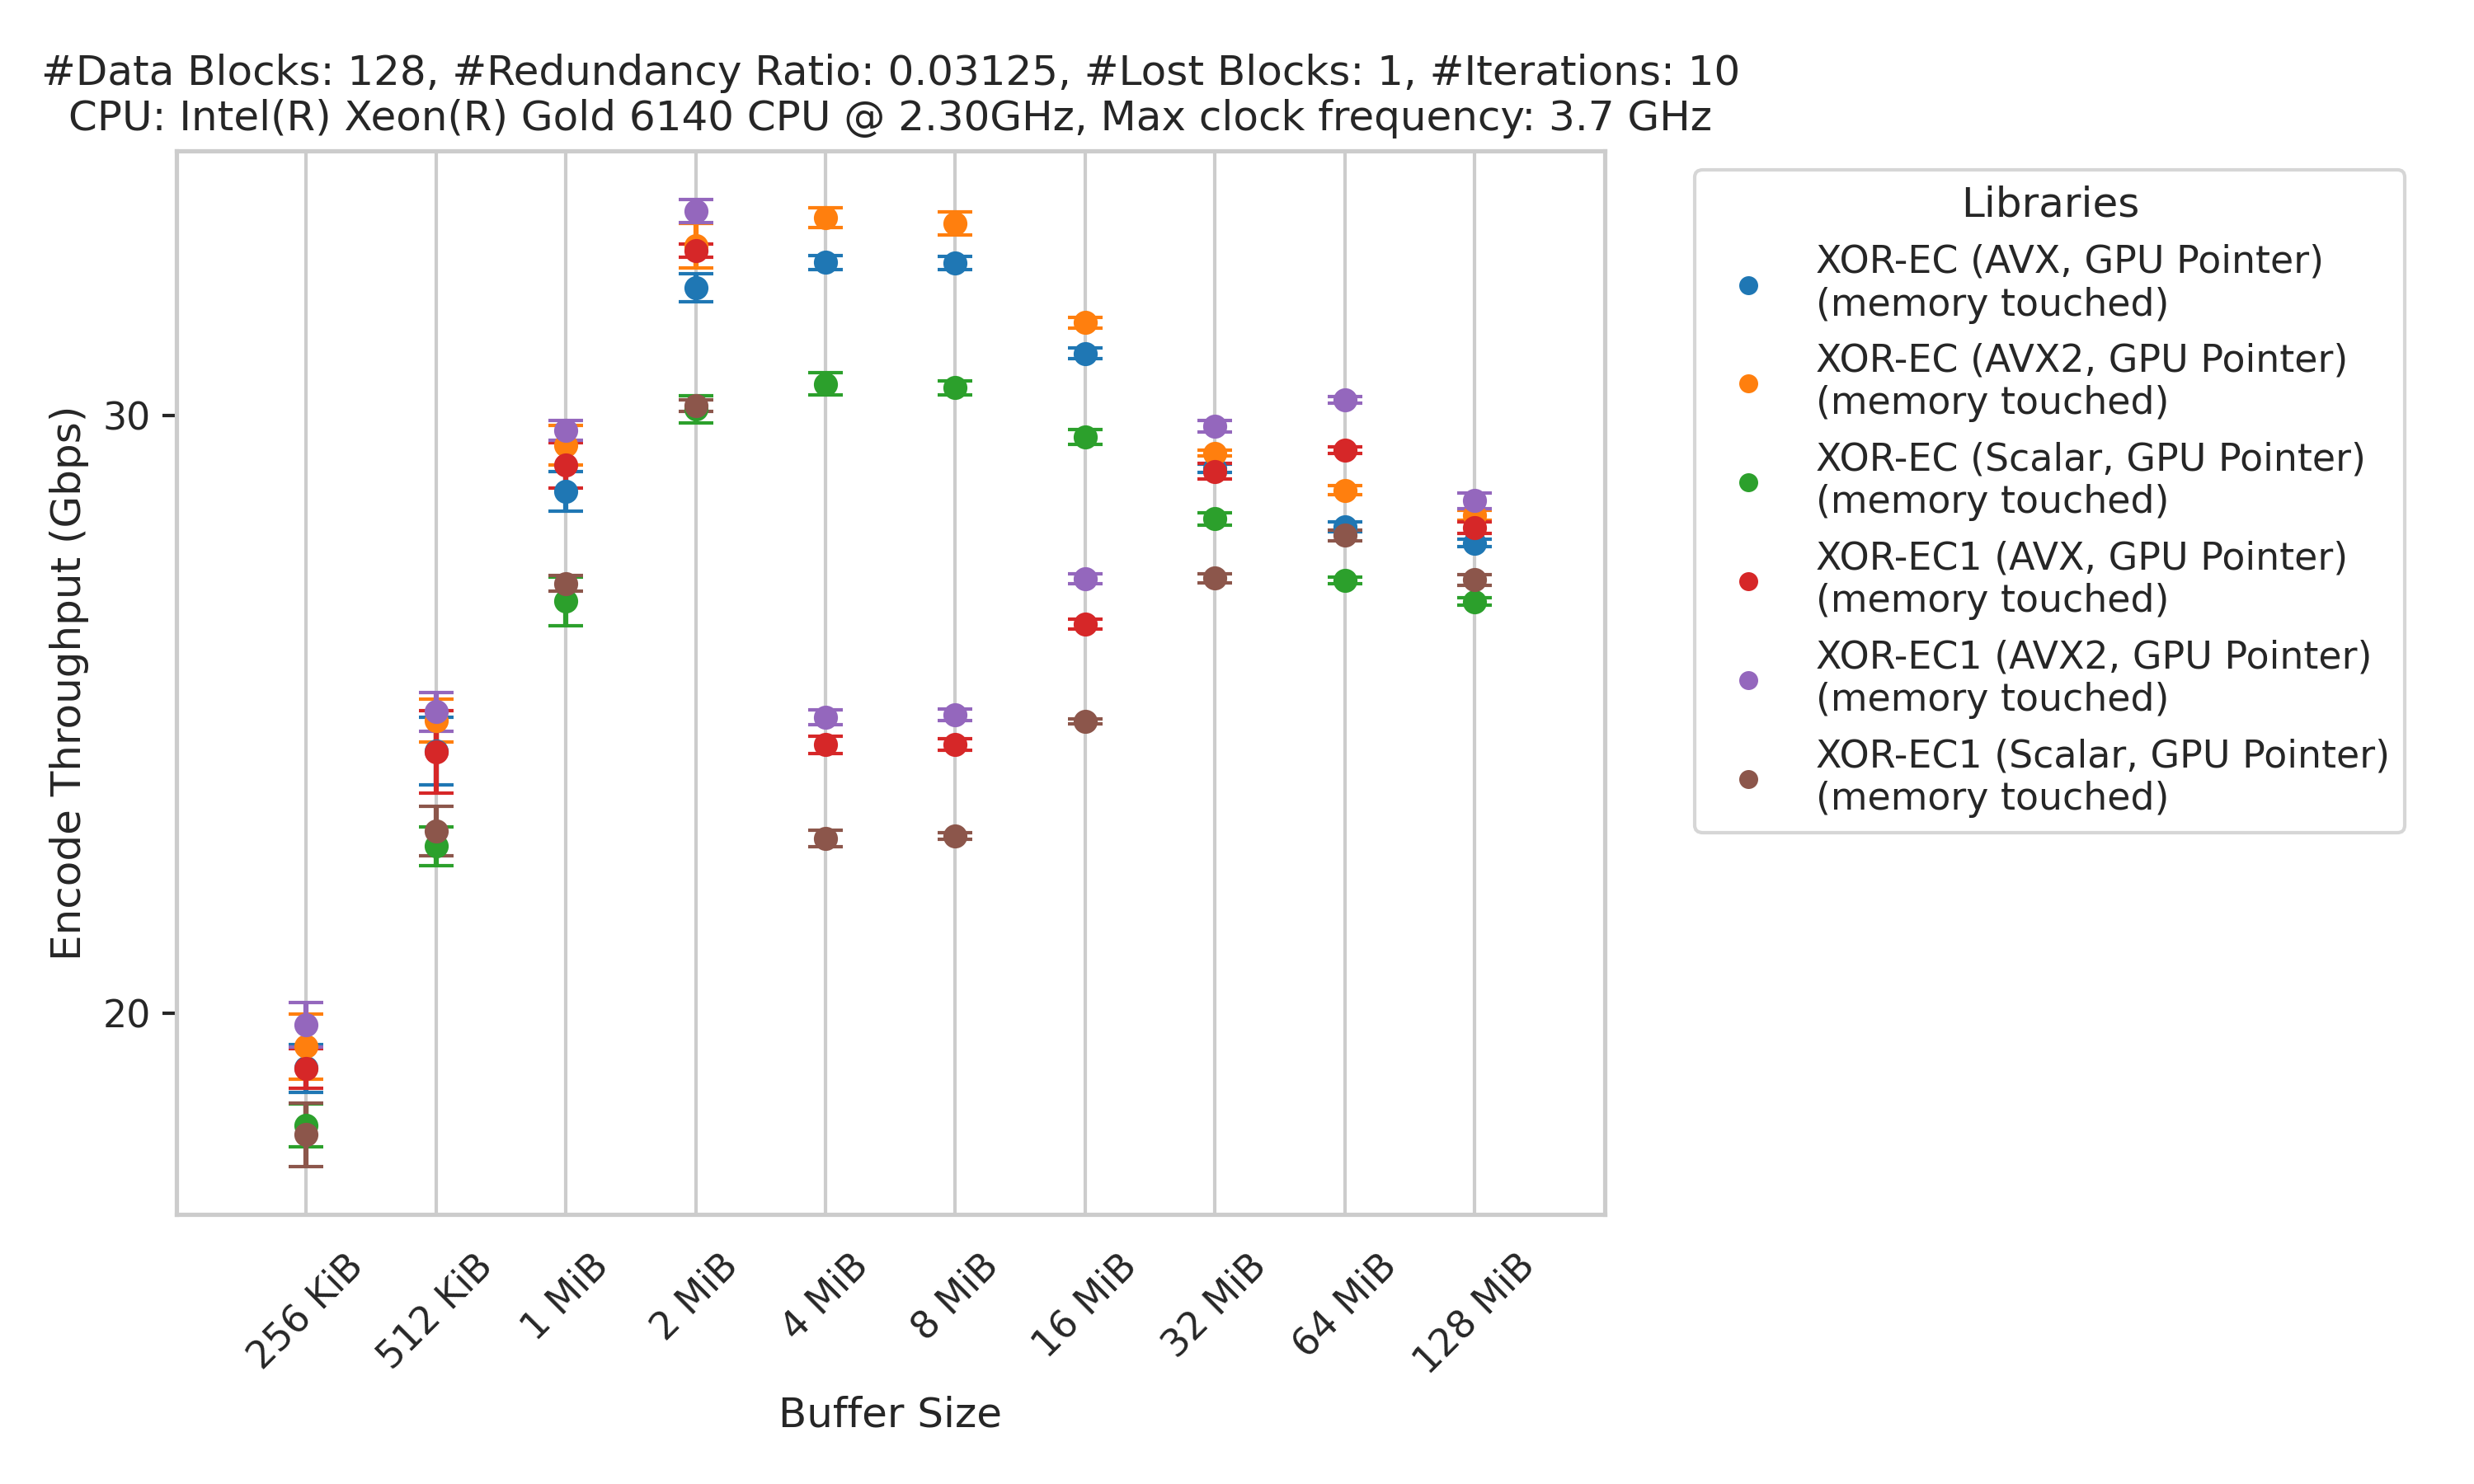 #Data Blocks: 128, #Redundancy Ratio: 0.03125, #Lost Blocks: 1, #Iterations: 10
CPU: Intel(R) Xeon(R) Gold 6140 CPU @ 2.30GHz, Max clock frequency: 3.7 GHz
Encode Throughput (Gbps)
30
20
256 KiB
512 KiB
1 MiB
2 MiB
4 MiB
8 MiB
16 MiB
32 MiB
64 MiB
128 MiB
Buffer Size
Libraries
XOR-EC (AVX, GPU Pointer)
(memory touched)
XOR-EC (AVX2, GPU Pointer)
(memory touched)
XOR-EC (Scalar, GPU Pointer)
(memory touched)
XOR-EC1 (AVX, GPU Pointer)
(memory touched)
XOR-EC1 (AVX2, GPU Pointer)
(memory touched)
XOR-EC1 (Scalar, GPU Pointer)
(memory touched)